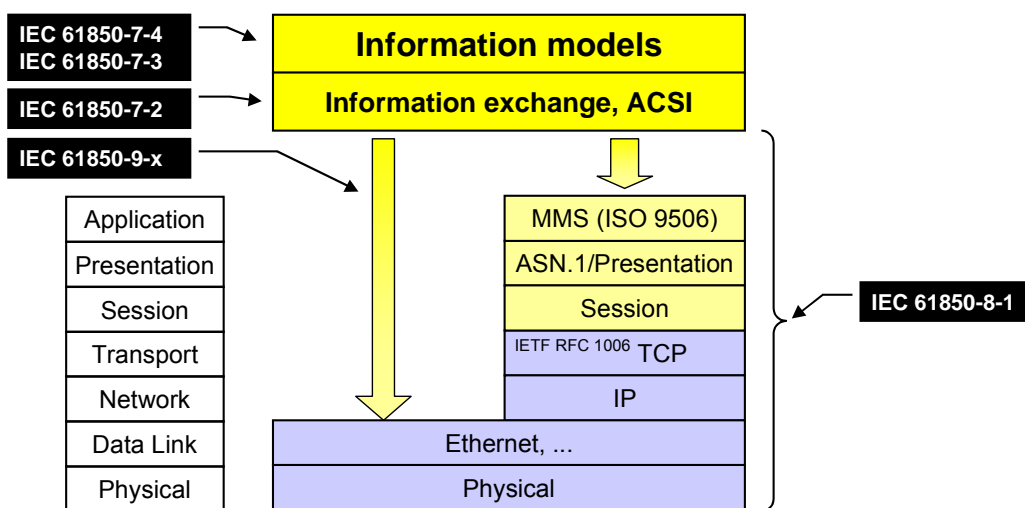 IEC 61850-7-4
IEC 61850-7-3
Information models
IEC 61850-7-2
Information exchange, ACSI
IEC 61850-9-x
Application
MMS (ISO 9506)
Presentation
ASN.1/Presentation
Session
Session
IEC 61850-8-1
Transport
IETF RFC 1006 TCP
Network
IP
Data Link
Ethernet, ...
Physical
Physical